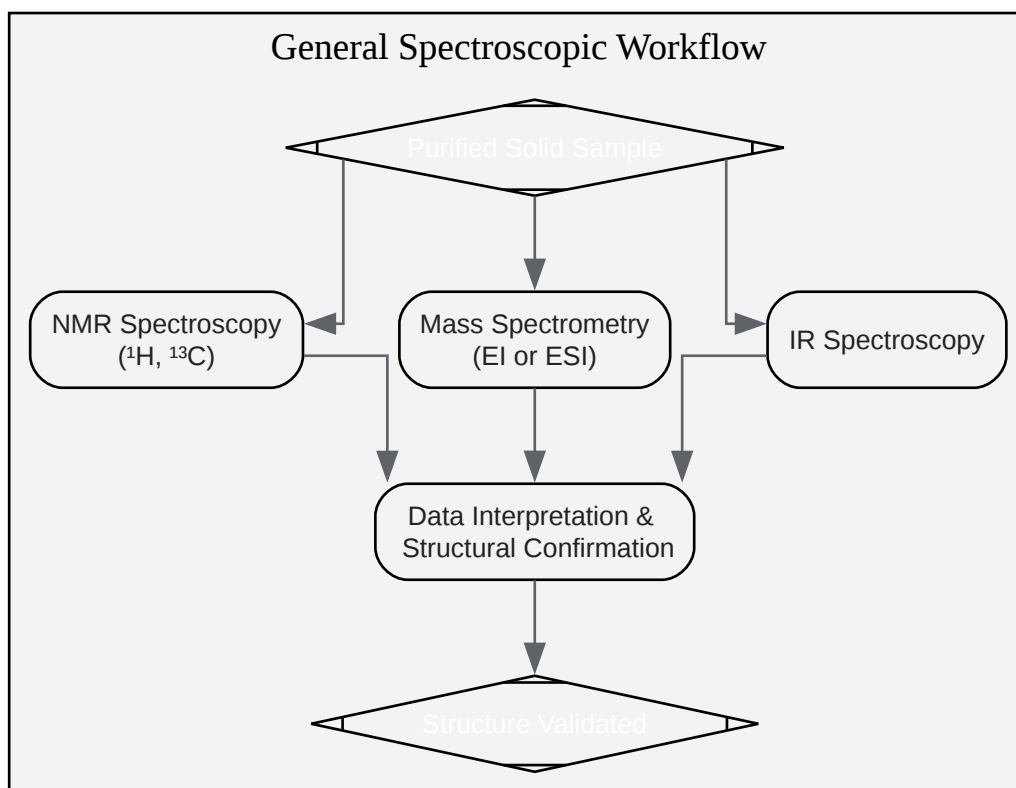 General Spectroscopic Workflow
Purified Solid Sample
NMR Spectroscopy
(¹H, ¹³C)
Mass Spectrometry
(EI or ESI)
IR Spectroscopy
Data Interpretation &
Structural Confirmation
Structure Validated